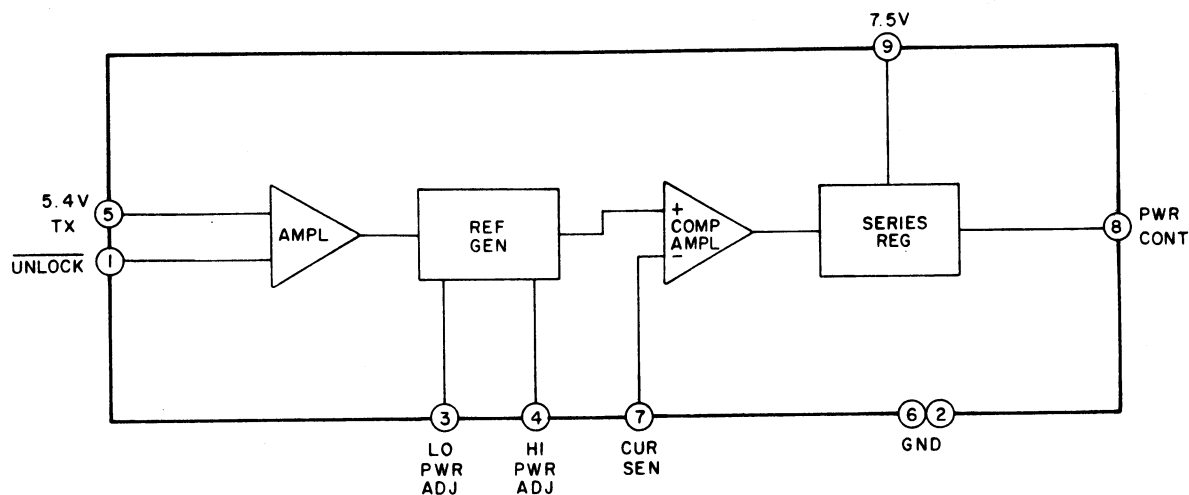 7.5V
9
5.4V
TX
5
UNLOCK
1
AMPL
REF
GEN
+
COMP
AMPL
−
SERIES
REG
8
PWR
CONT
3
LO
PWR
ADJ
4
HI
PWR
ADJ
7
CUR
SEN
6 2
GND